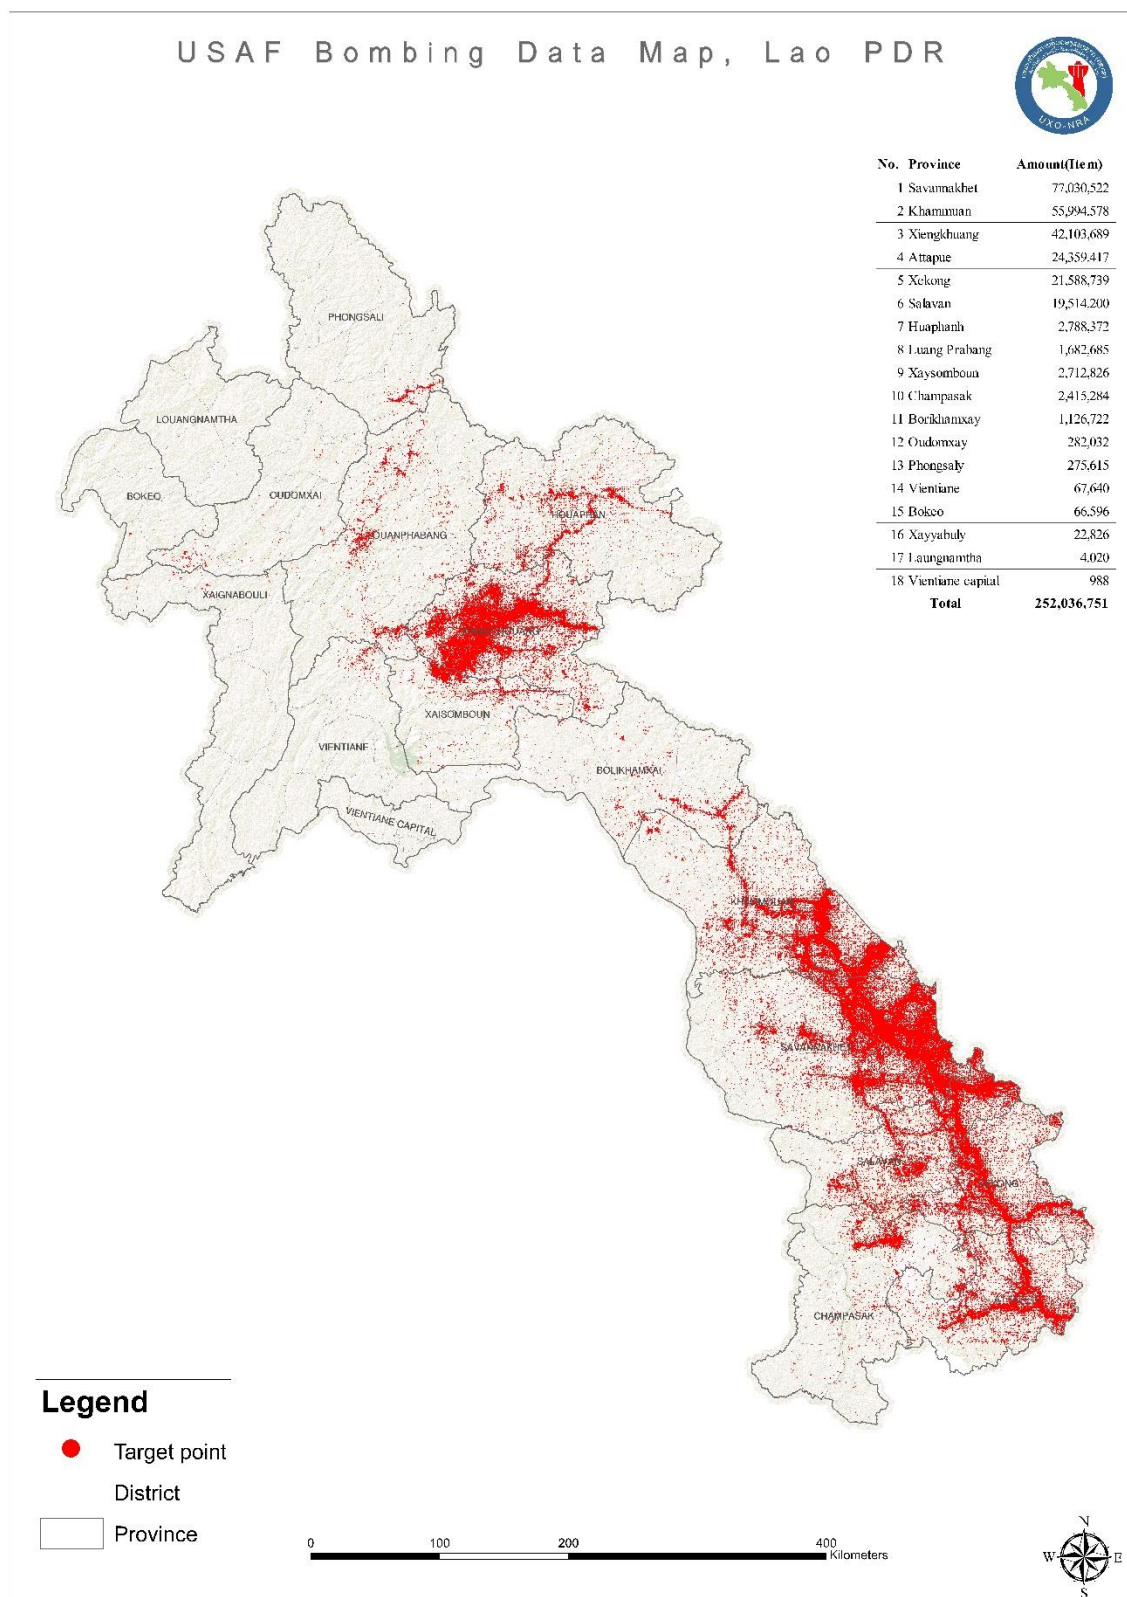 USAF Bombing Data Map, Lao PDR
UXO-NRA
No. Province Amount(Item)
1 Savannakhet 77,030,522
2 Khammuan 55,994,578
3 Xiengkhuang 42,103,689
4 Attapue 24,359,417
5 Xekong 21,588,739
6 Salavan 19,514,200
7 Huaphanh 2,788,372
8 Luang Prabang 1,682,685
9 Xaysomboun 2,712,826
10 Champasak 2,415,284
11 Borikhamxay 1,126,722
12 Oudomxay 282,032
13 Phongsaly 275,615
14 Vientiane 67,640
15 Bokeo 66,596
16 Xayyabuly 22,826
17 Laungnamtha 4,020
18 Vientiane capital 988
Total 252,036,751
PHONGSALI
LOUANGNAMTHA
BOKEO
OUDOMXAI
HOUAPHAN
LOUANPHABANG
XAIGNABOULI
XAISOMBOUN
VIENTIANE
BOLIKHAMXAI
VIENTIANE CAPITAL
SAVANNAKHET
SALAVAN
CHAMPASAK
Legend
Target point
District
Province
0 100 200 400
Kilometers
N
W E
S